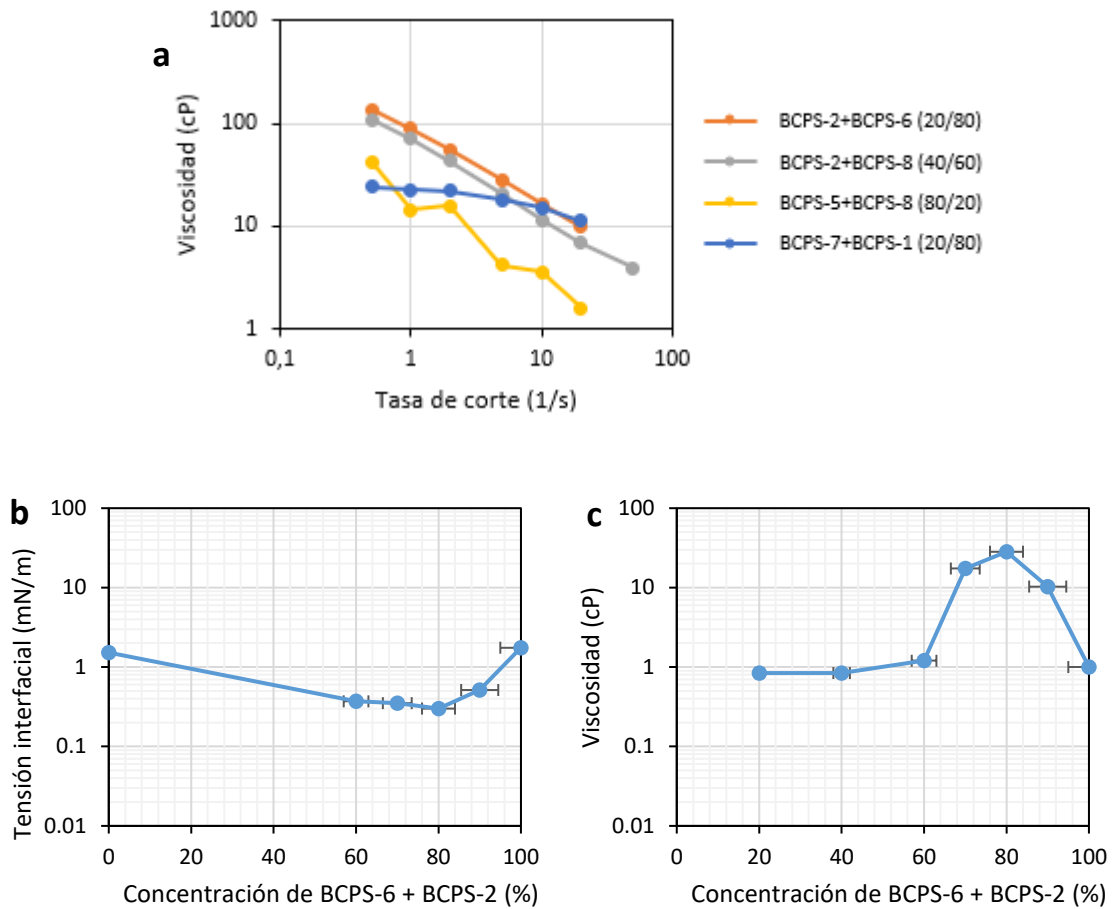 a
Viscosidad (cP)
1000
100
10
1
0,1
1
10
100
Tasa de corte (1/s)
BCPS-2+BCPS-6 (20/80)
BCPS-2+BCPS-8 (40/60)
BCPS-5+BCPS-8 (80/20)
BCPS-7+BCPS-1 (20/80)
b
Tensión interfacial (mN/m)
100
10
1
0.1
0.01
0
20
40
60
80
100
Concentración de BCPS-6 + BCPS-2 (%)
c
Viscosidad (cP)
100
10
1
0.1
0.01
0
20
40
60
80
100
Concentración de BCPS-6 + BCPS-2 (%)